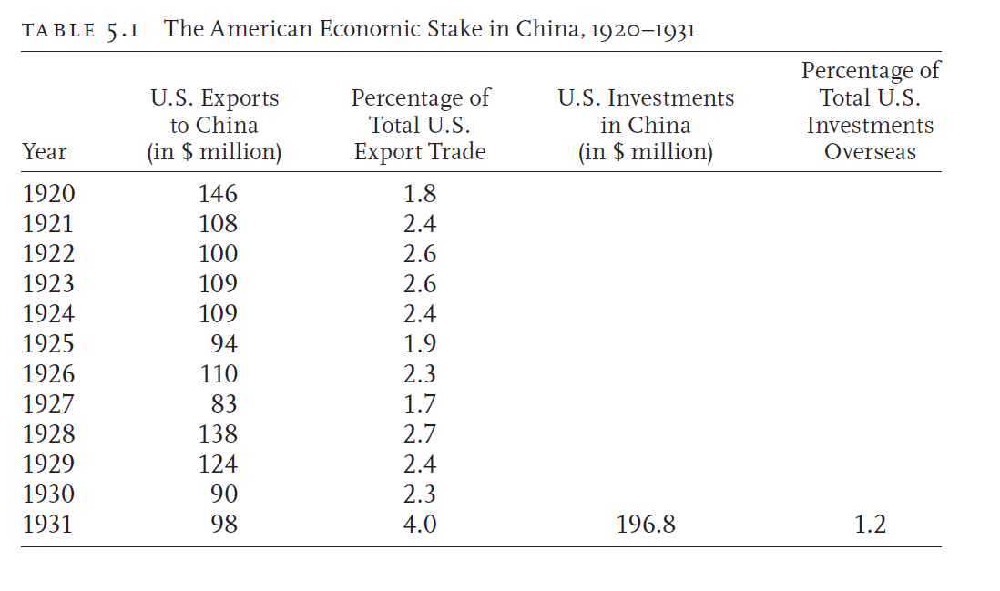 TABLE 5.1 The American Economic Stake in China, 1920–1931
Year U.S. Exports to China (in $ million) Percentage of Total U.S. Export Trade U.S. Investments in China (in $ million) Percentage of Total U.S. Investments Overseas
1920 146 1.8
1921 108 2.4
1922 100 2.6
1923 109 2.6
1924 109 2.4
1925 94 1.9
1926 110 2.3
1927 83 1.7
1928 138 2.7
1929 124 2.4
1930 90 2.3
1931 98 4.0 196.8 1.2